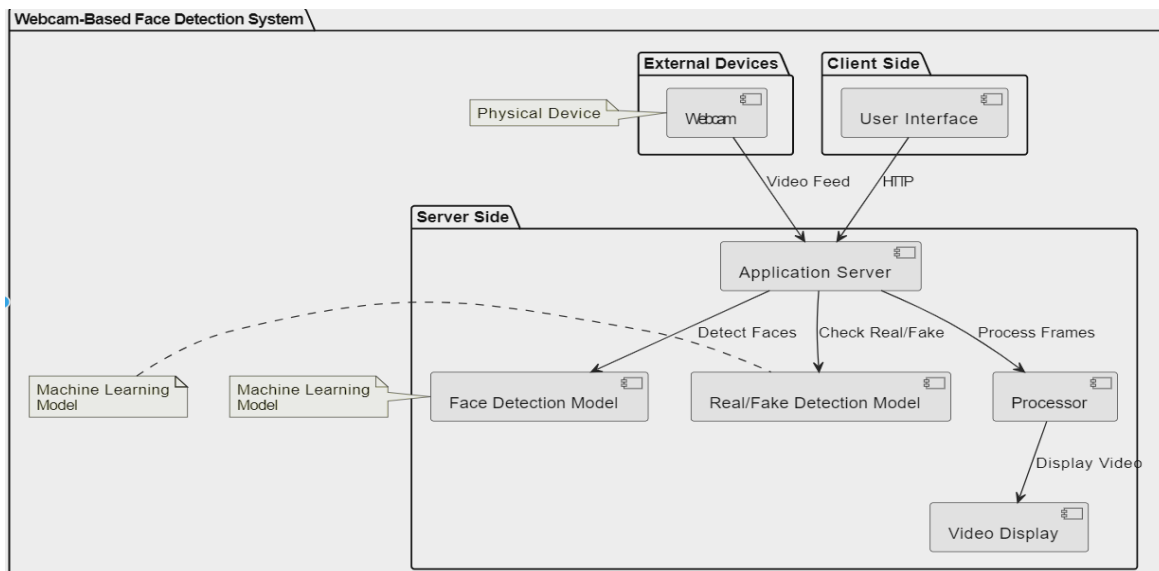 Webcam-Based Face Detection System
External Devices
Client Side
Physical Device
Webcam
User Interface
Video Feed
HTTP
Server Side
Application Server
Detect Faces
Check Real/Fake
Process Frames
Machine Learning
Model
Machine Learning
Model
Face Detection Model
Real/Fake Detection Model
Processor
Display Video
Video Display